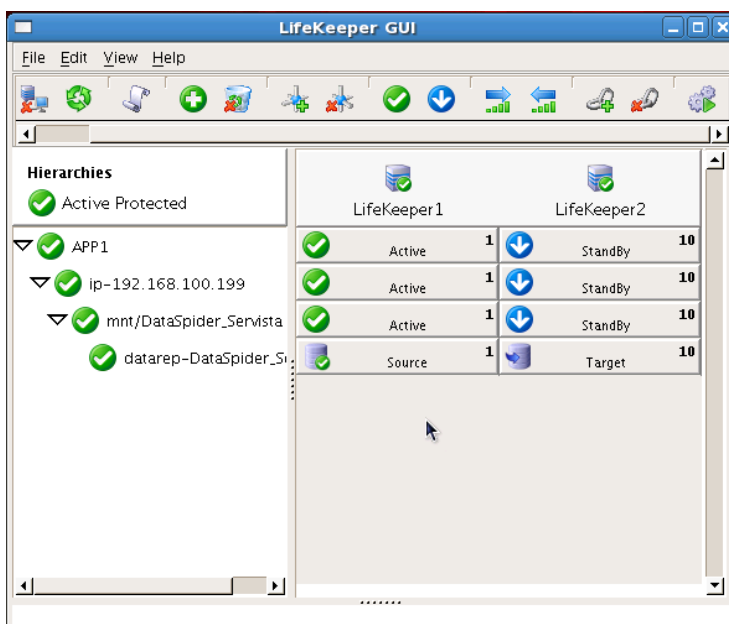 LifeKeeper GUI
File Edit View Help
Hierarchies
Active Protected
LifeKeeper1 LifeKeeper2
APP1 Active 1 StandBy 10
ip-192.168.100.199 Active 1 StandBy 10
mnt/DataSpider_Servista Active 1 StandBy 10
datarep-DataSpider_S Source 1 Target 10